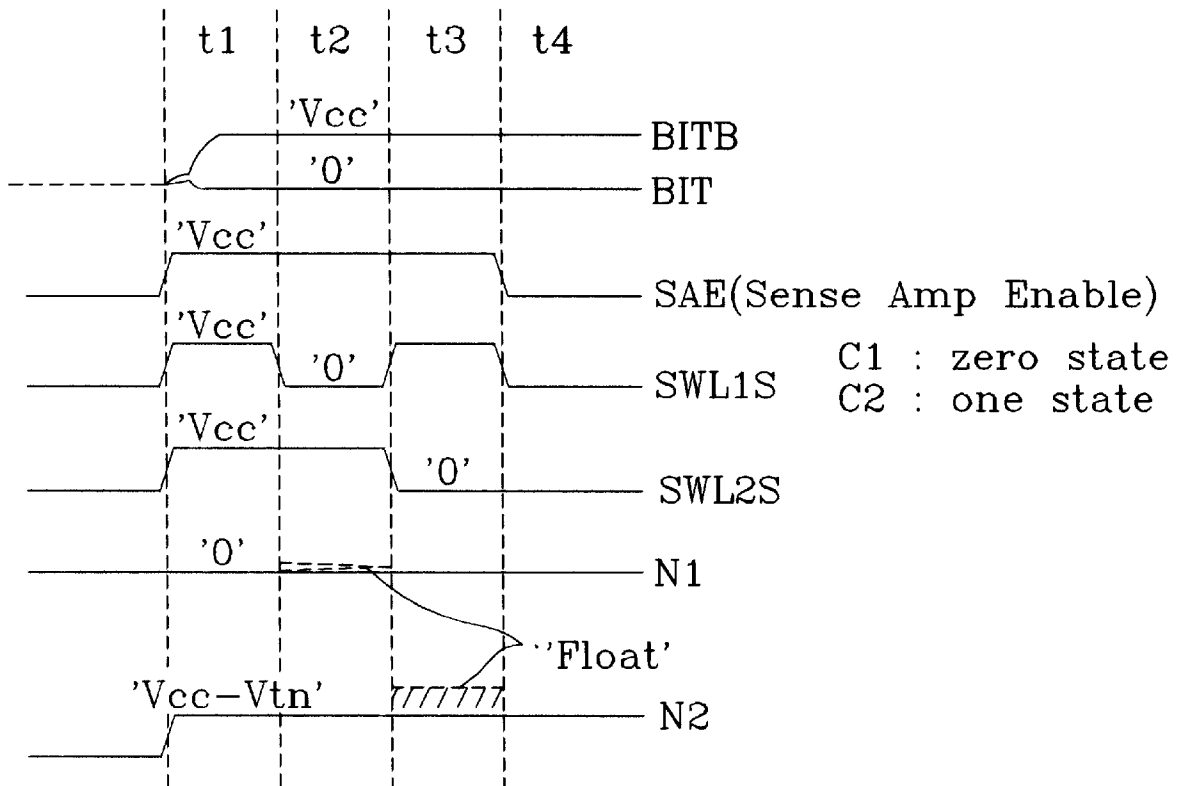 t1 t2 t3 t4
'Vcc'
BITB
'0'
BIT
'Vcc'
SAE(Sense Amp Enable)
'Vcc'
'0'
SWL1S
C1 : zero state
C2 : one state
'Vcc'
'0'
SWL2S
'0'
N1
''Float'
'Vcc-Vtn'
N2